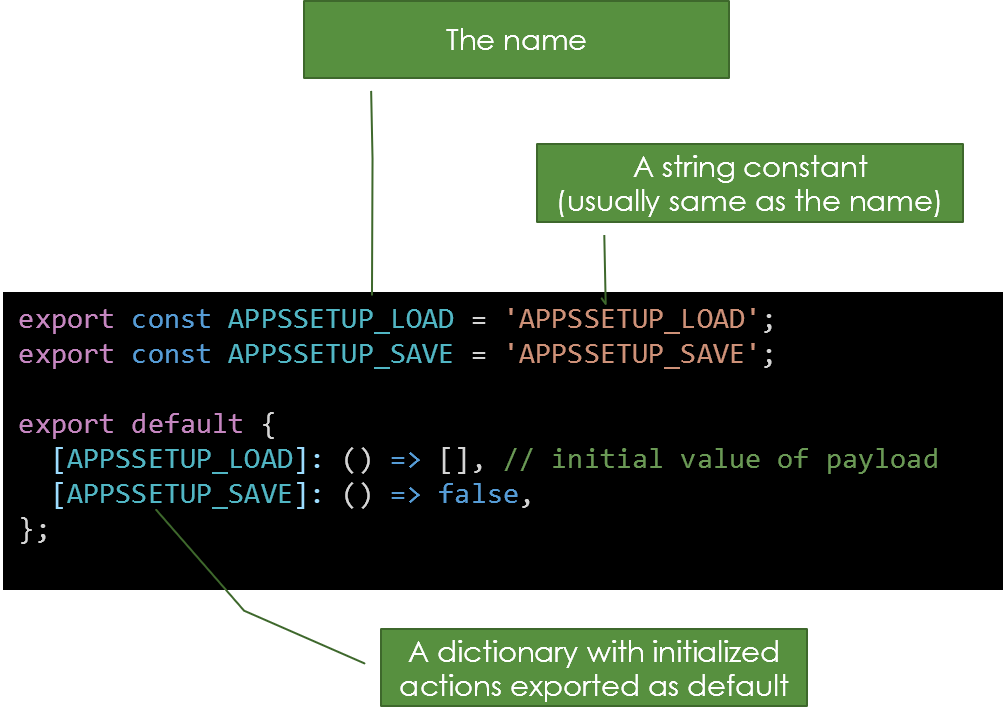 The name
A string constant
(usually same as the name)
export const APPSSETUP_LOAD = 'APPSSETUP_LOAD';
export const APPSSETUP_SAVE = 'APPSSETUP_SAVE';
export default {
  [APPSSETUP_LOAD]: () => [], // initial value of payload
  [APPSSETUP_SAVE]: () => false,
};
A dictionary with initialized
actions exported as default